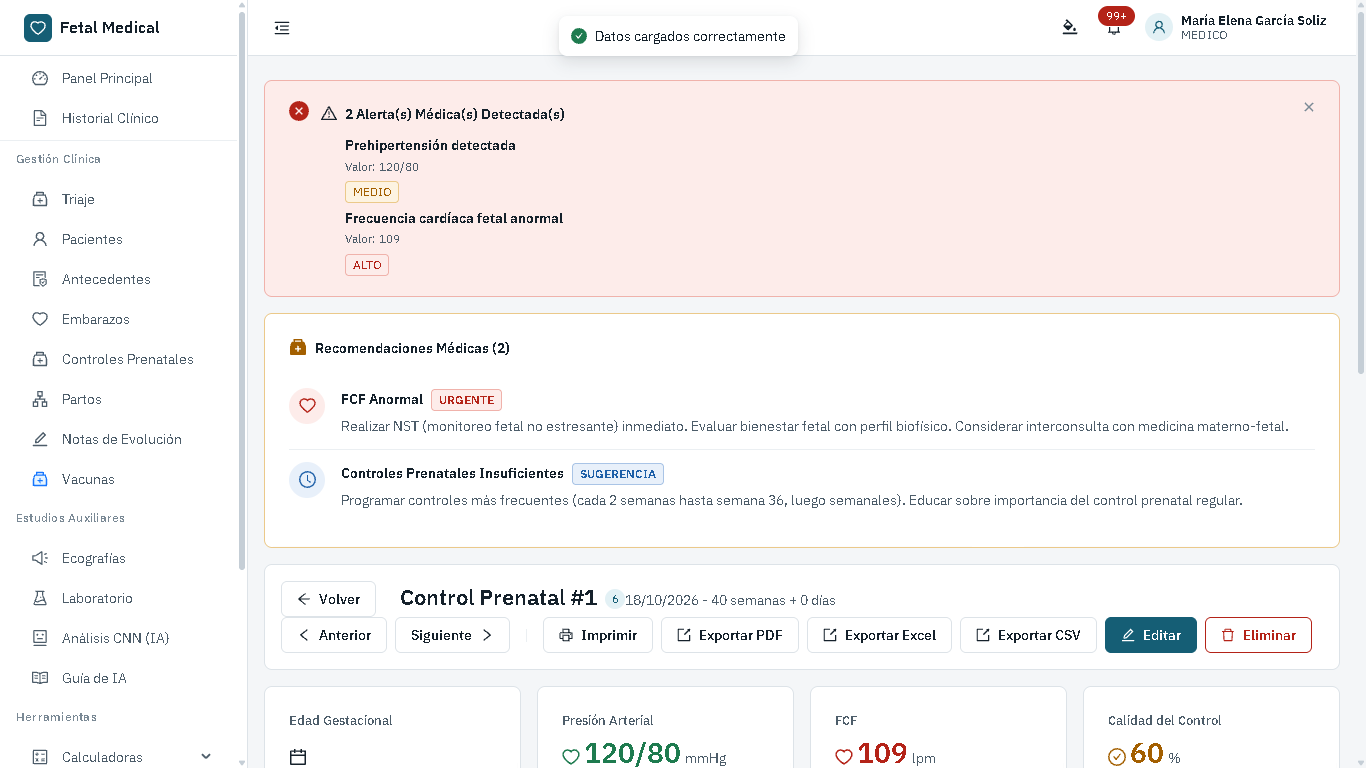 Fetal Medical
Datos cargados correctamente
99+
María Elena García Soliz
MEDICO
Panel Principal
Historial Clínico
Gestión Clínica
Triaje
Pacientes
Antecedentes
Embarazos
Controles Prenatales
Partos
Notas de Evolución
Vacunas
Estudios Auxiliares
Ecografías
Laboratorio
Análisis CNN (IA)
Guía de IA
Herramientas
Calculadoras
2 Alerta(s) Médica(s) Detectada(s)
Prehipertensión detectada
Valor: 120/80
MEDIO
Frecuencia cardíaca fetal anormal
Valor: 109
ALTO
Recomendaciones Médicas (2)
FCF Anormal URGENTE
Realizar NST (monitoreo fetal no estresante) inmediato. Evaluar bienestar fetal con perfil biofísico. Considerar interconsulta con medicina materno-fetal.
Controles Prenatales Insuficientes SUGERENCIA
Programar controles más frecuentes (cada 2 semanas hasta semana 36, luego semanales). Educar sobre importancia del control prenatal regular.
Volver Control Prenatal #1 6 18/10/2026 - 40 semanas + 0 días
Anterior Siguiente Imprimir Exportar PDF Exportar Excel Exportar CSV Editar Eliminar
Edad Gestacional Presión Arterial FCF Calidad del Control
120/80 mmHg 109 lpm 60 %